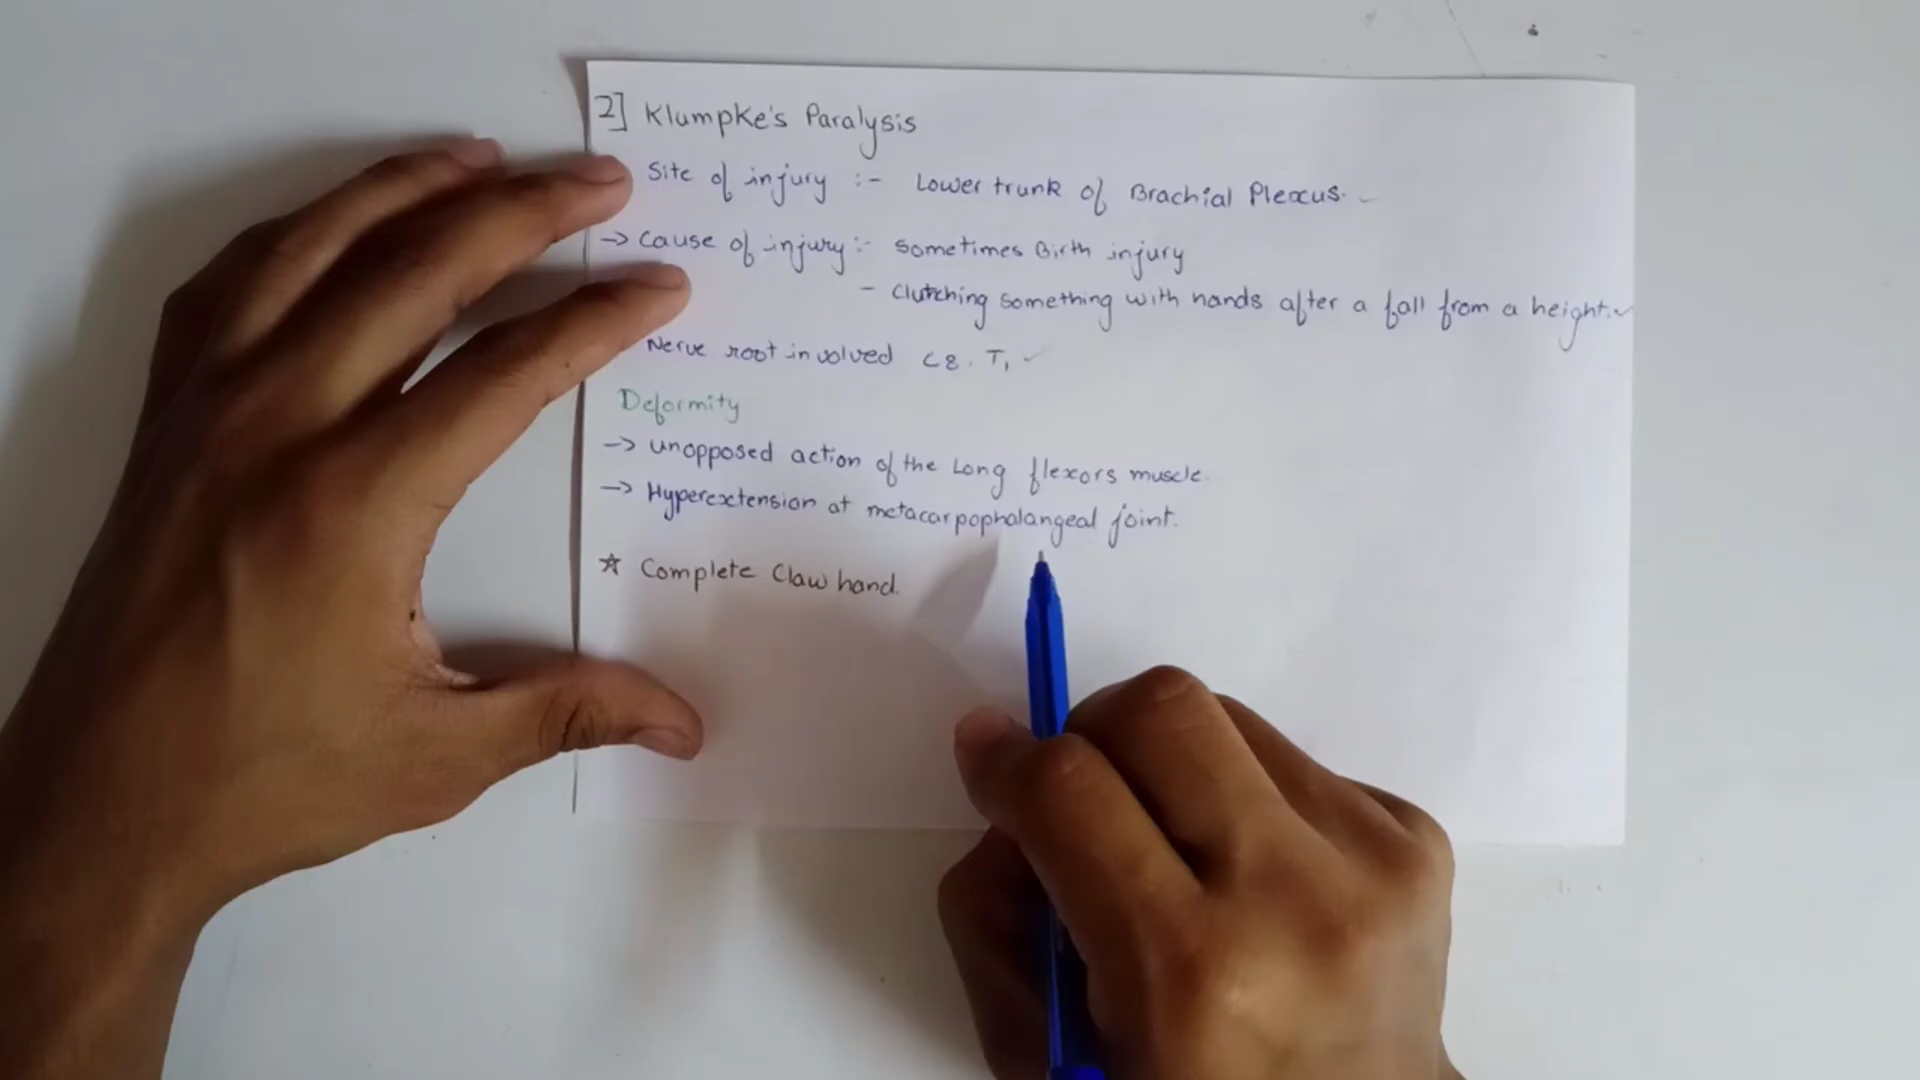 2] Klumpke's Paralysis
Site of injury :- Lower trunk of Brachial Plexus.
→ Cause of injury :- Sometimes Birth injury
- Clutching something with hands after a fall from a height.
Nerve root involved C8. T1
Deformity
→ unopposed action of the Long flexors muscle.
→ Hyperextension at metacarpophalangeal joint.
☆ Complete Claw hand.